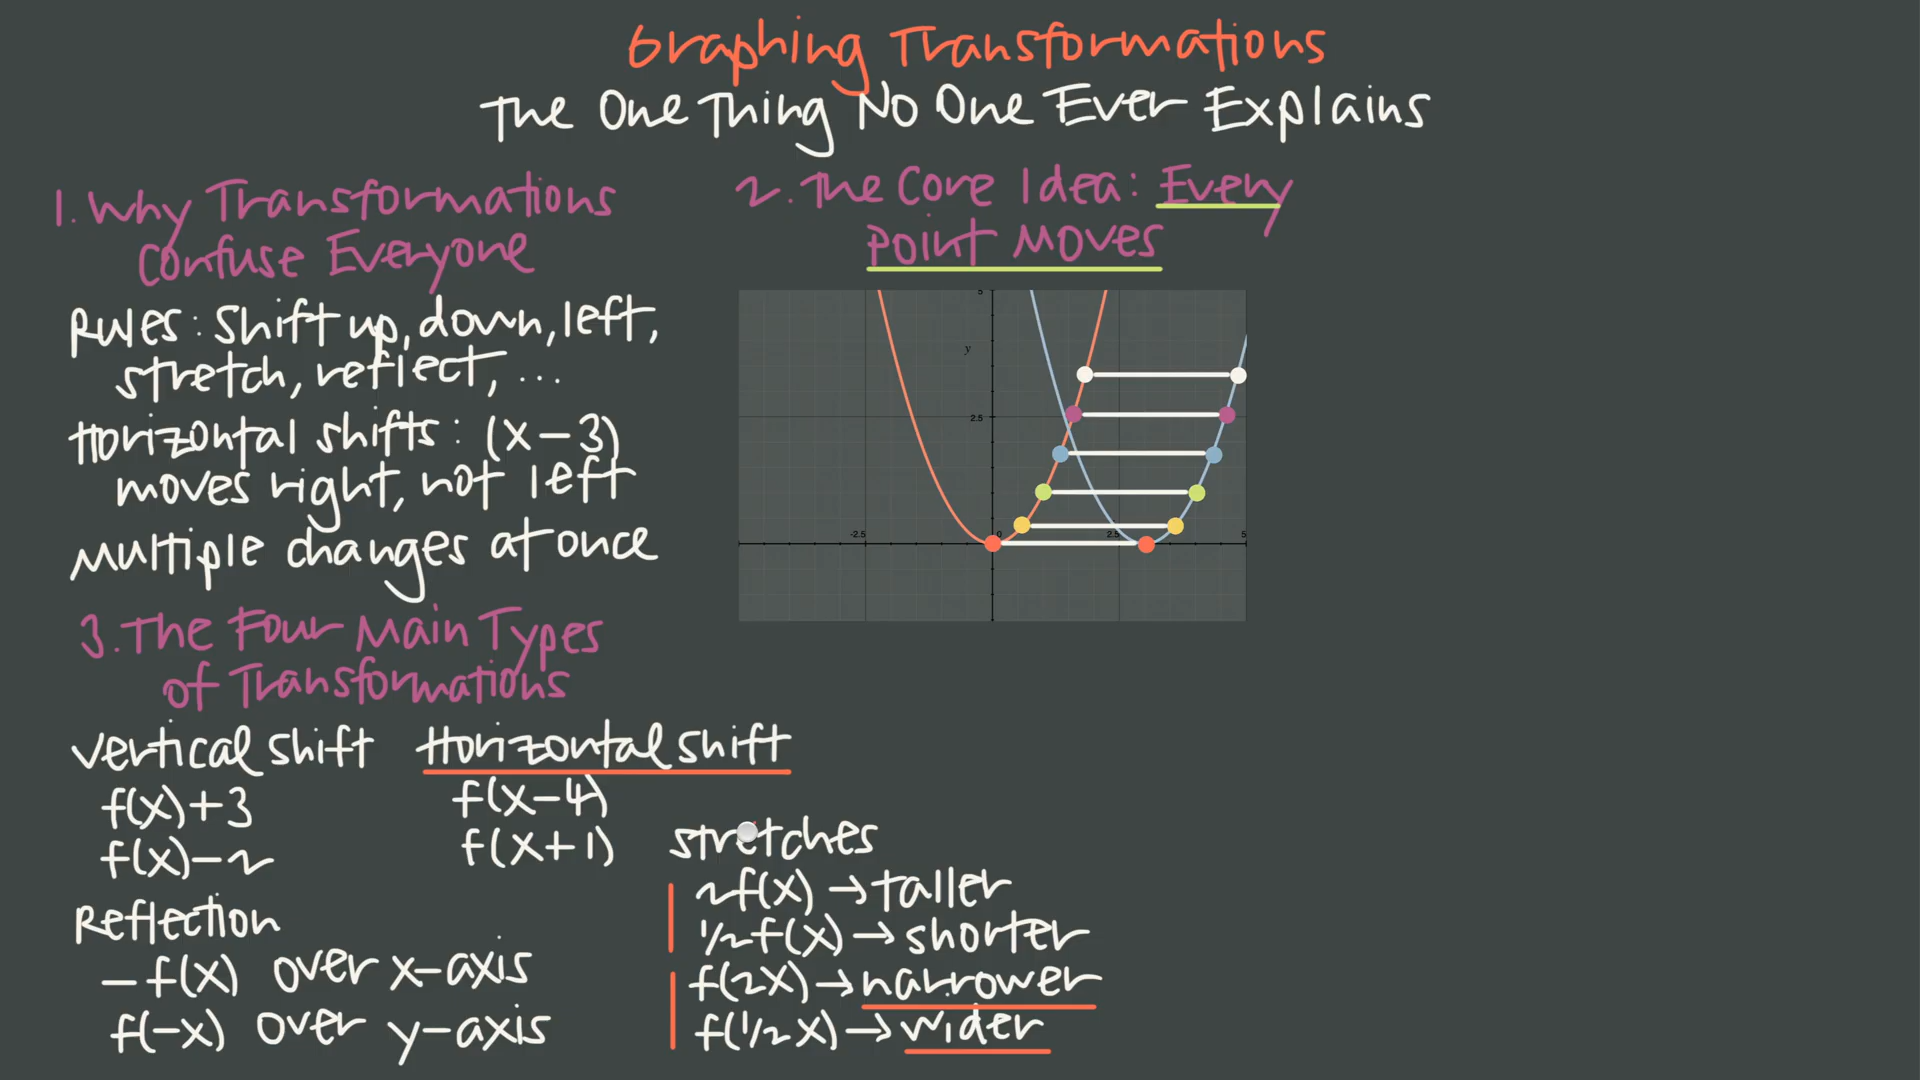 Graphing Transformations
The One Thing No One Ever Explains
1. Why Transformations
Confuse Everyone
Rules: Shift up, down, left,
stretch, reflect, ...
Horizontal shifts: (x-3)
moves right, not left
Multiple changes at once
2. The Core Idea: Every
Point Moves
5
y
2.5
-2.5
0
2.5
5
3. The Four Main Types
of Transformations
Vertical shift
f(x)+3
f(x)-2
Horizontal shift
f(x-4)
f(x+1)
Reflection
-f(x) over x-axis
f(-x) over y-axis
Stretches
2f(x) → taller
1/2f(x) → shorter
f(2x) → narrower
f(1/2x) → wider